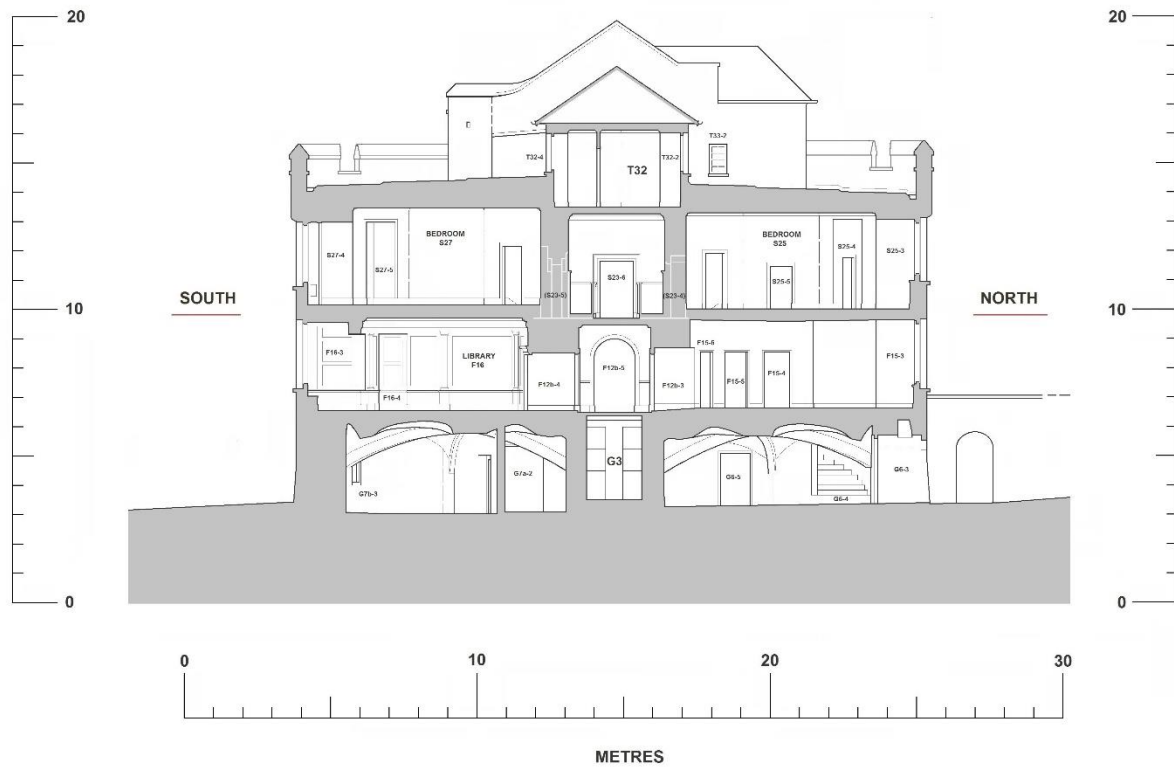 20
20
T33-2
T32-4
T32
T32-2
BEDROOM
S27
S27-4
S27-5
S23-6
(S23-5)
(S23-4)
BEDROOM
S25
S25-4
S25-3
S25-5
SOUTH
NORTH
10
10
F16-3
LIBRARY
F16
F16-4
F12b-4
F12b-5
F12b-3
F15-6
F15-5
F15-4
F15-3
G7b-3
G7a-2
G3
G6-5
G6-4
G6-3
0
0
0
10
20
30
METRES